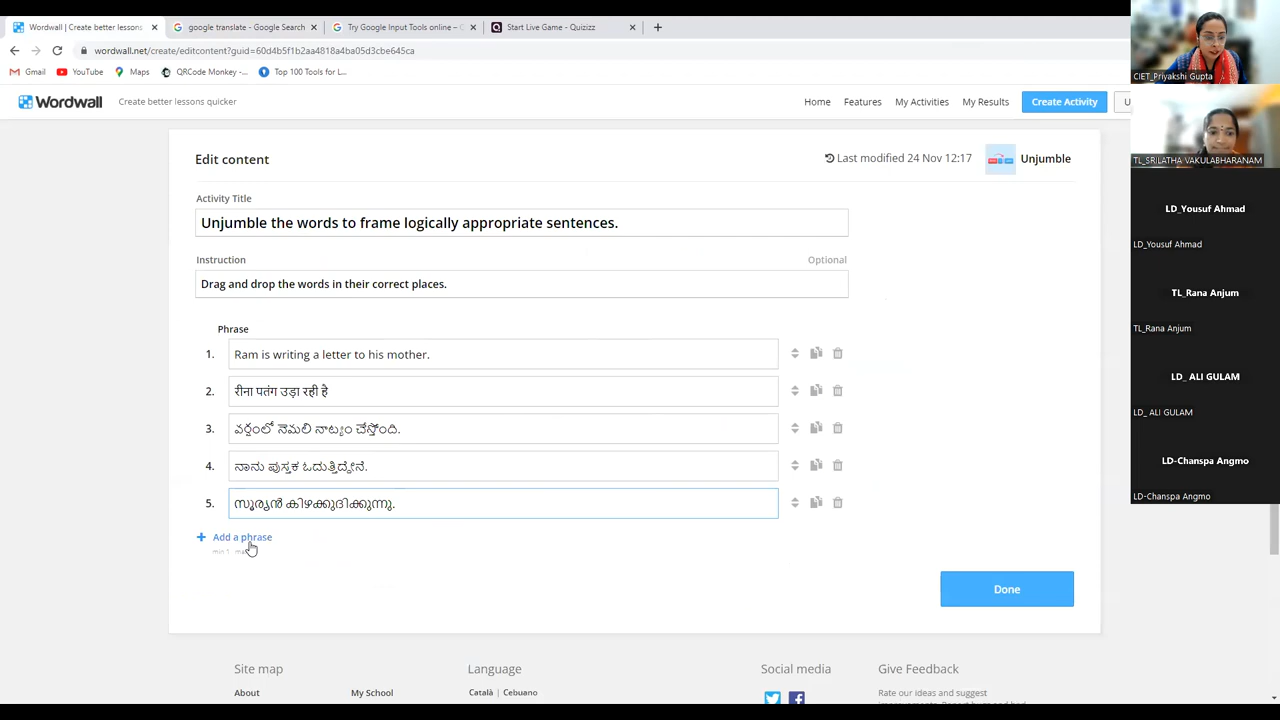 Wordwall | Create better lessons
google translate - Google Search
Try Google Input Tools online –
Start Live Game - Quizizz
wordwall.net/create/editcontent?guid=60d4b5f1b2aa4818a4ba05d3cbe645ca
Gmail
YouTube
Maps
QRCode Monkey -...
Top 100 Tools for L...
Wordwall
Create better lessons quicker
Home
Features
My Activities
My Results
Create Activity
U
Edit content
Last modified 24 Nov 12:17
Unjumble
Activity Title
Unjumble the words to frame logically appropriate sentences.
Instruction
Optional
Drag and drop the words in their correct places.
Phrase
1. Ram is writing a letter to his mother.
2. रीना पतंग उड़ा रही है
3. వర్షంలో నెమలి నాట్యం చేస్తోంది.
4. ನಾನು ಪುಸ್ತಕ ಓದುತ್ತಿದ್ದೇನೆ.
5. സൂര്യൻ കിഴക്കുദിക്കുന്നു.
+ Add a phrase
min 1
Done
Site map
Language
Social media
Give Feedback
About
My School
Català
Cebuano
Rate our ideas and suggest
CIET_Priyakshi Gupta
TL_SRILATHA VAKULABHARANAM
LD_Yousuf Ahmad
LD_Yousuf Ahmad
TL_Rana Anjum
TL_Rana Anjum
LD_ ALI GULAM
LD_ ALI GULAM
LD-Chanspa Angmo
LD-Chanspa Angmo